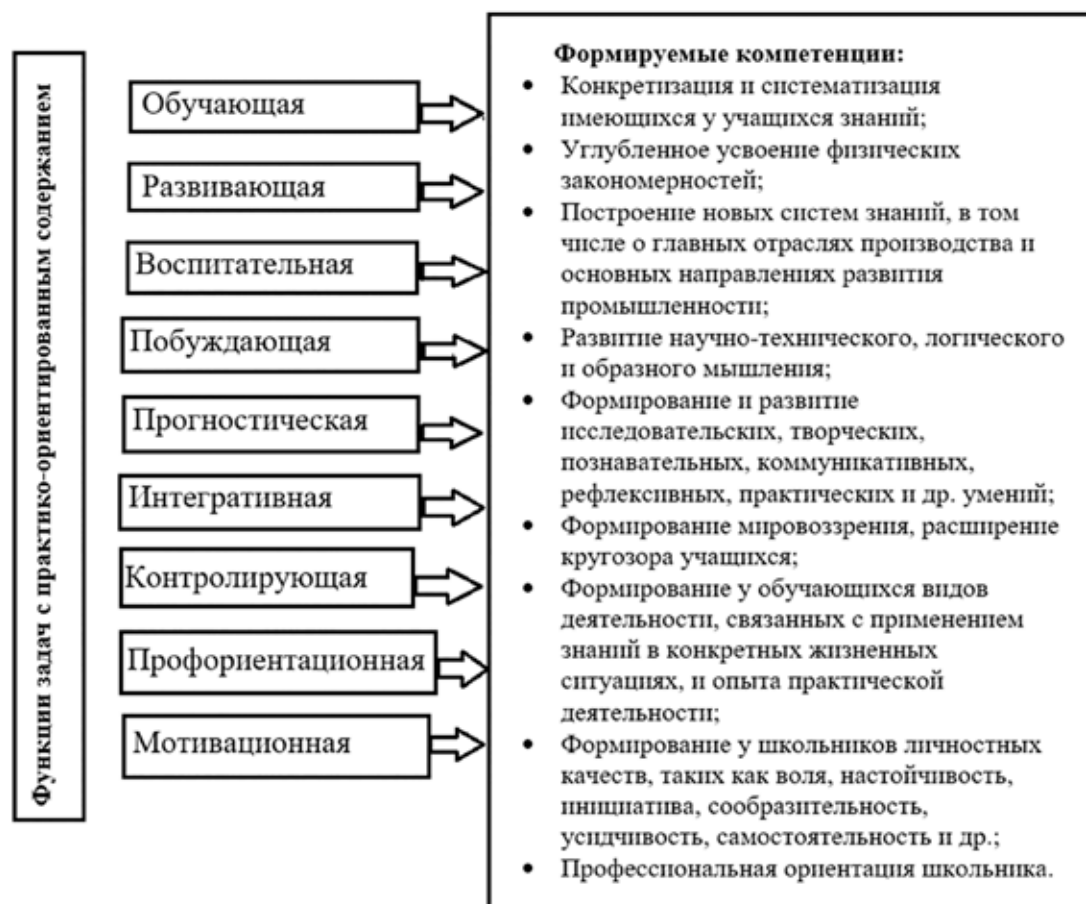 Функции задач с практико-ориентированным содержанием
Обучающая
Развивающая
Воспитательная
Побуждающая
Прогностическая
Интегративная
Контролирующая
Профориентационная
Мотивационная
Формируемые компетенции:
• Конкретизация и систематизация
имеющихся у учащихся знаний;
• Углубленное усвоение физических
закономерностей;
• Построение новых систем знаний, в том
числе о главных отраслях производства и
основных направлениях развития
промышленности;
• Развитие научно-технического, логического
и образного мышления;
• Формирование и развитие
исследовательских, творческих,
познавательных, коммуникативных,
рефлексивных, практических и др. умений;
• Формирование мировоззрения, расширение
кругозора учащихся;
• Формирование у обучающихся видов
деятельности, связанных с применением
знаний в конкретных жизненных
ситуациях, и опыта практической
деятельности;
• Формирование у школьников личностных
качеств, таких как воля, настойчивость,
инициатива, сообразительность,
усидчивость, самостоятельность и др.;
• Профессиональная ориентация школьника.